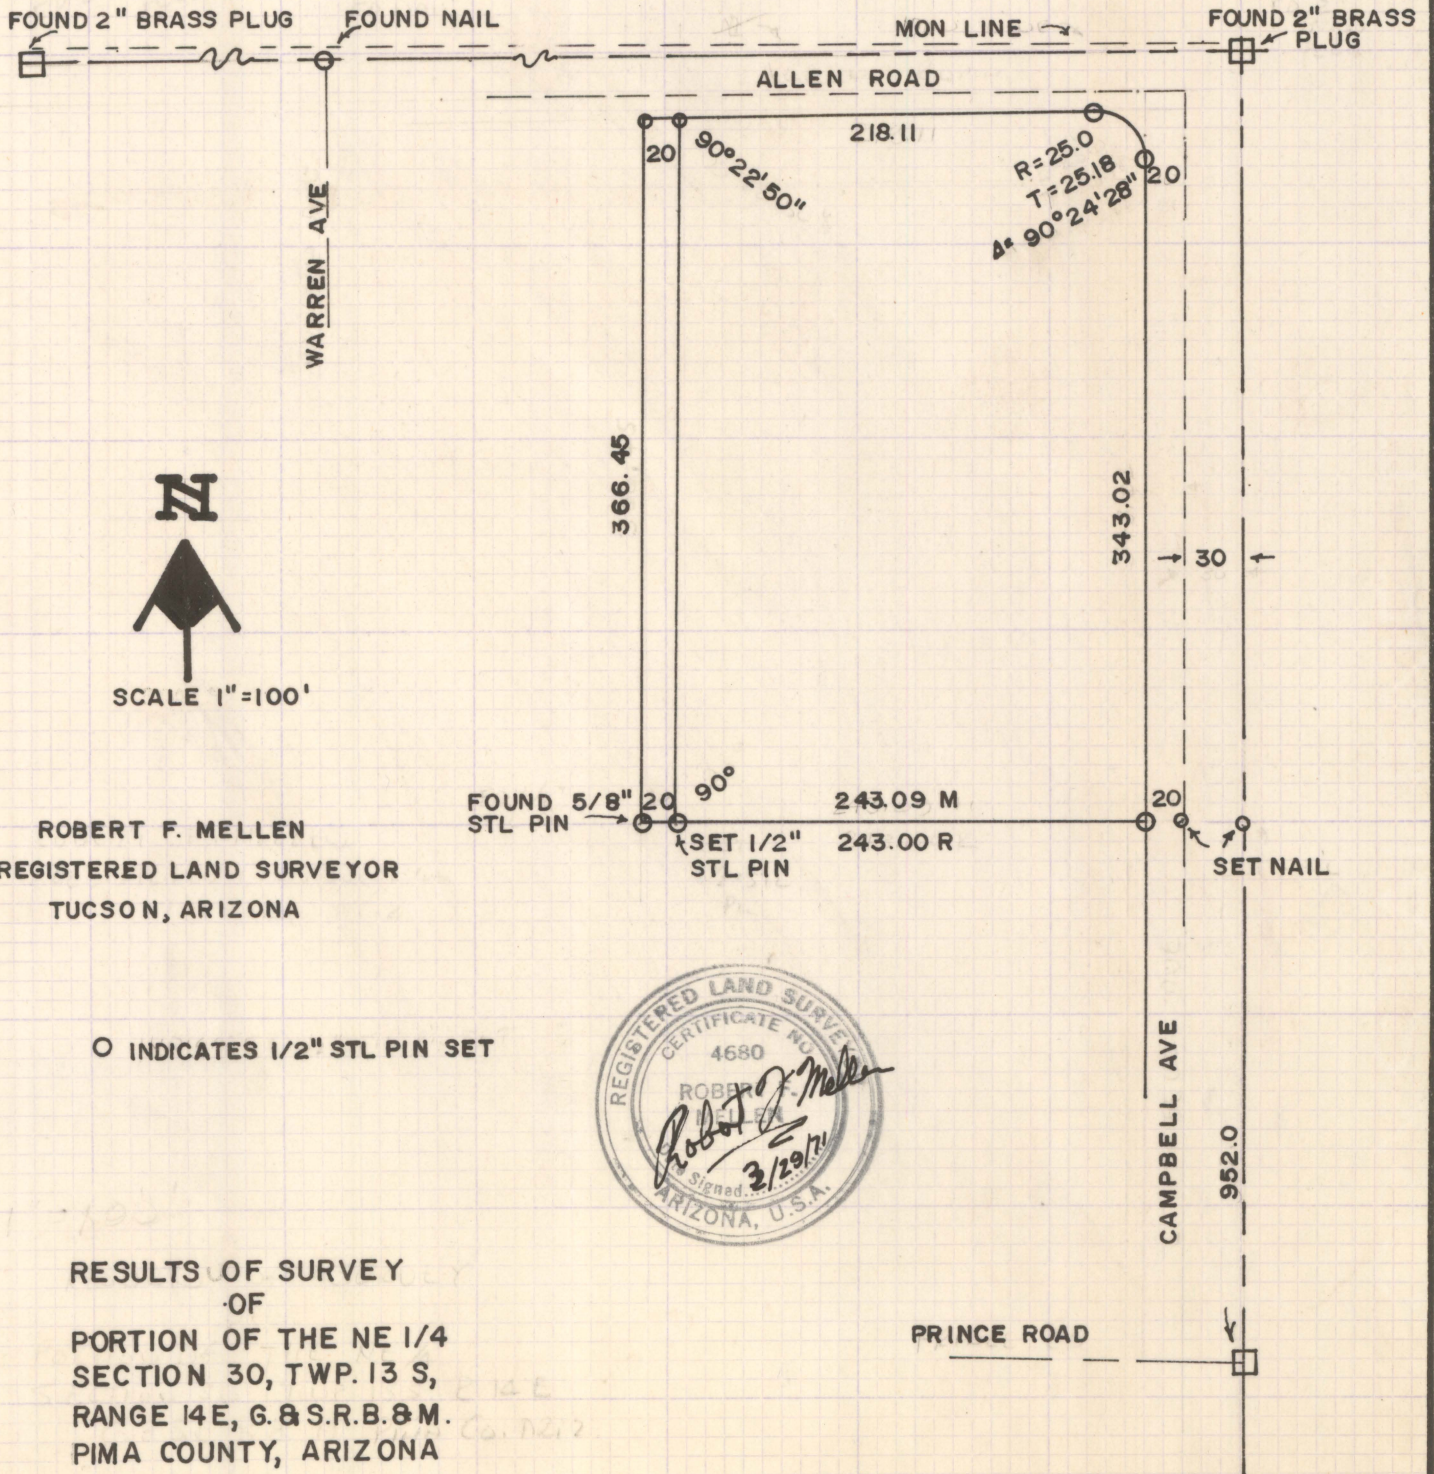 FOUND 2" BRASS PLUG
FOUND NAIL
MON LINE
FOUND 2" BRASS
PLUG
ALLEN ROAD
218.11
20
90°22'50"
R=25.0
T=25.18
Δ= 90°24'28"
20
WARREN AVE
366.45
343.02
30
N
SCALE 1"=100'
FOUND 5/8"
STL PIN
20
90°
243.09 M
243.00 R
20
SET 1/2"
STL PIN
SET NAIL
ROBERT F. MELLEN
REGISTERED LAND SURVEYOR
TUCSON, ARIZONA
O INDICATES 1/2" STL PIN SET
REGISTERED LAND SURVEY
CERTIFICATE NO.
4680
ROBERT F.
MELLEN
Robert F Mellen
3/29/71
Signed
ARIZONA, U.S.A.
CAMPBELL AVE
952.0
RESULTS OF SURVEY
OF
PORTION OF THE NE 1/4
SECTION 30, TWP. 13 S,
RANGE 14E, G. & S.R.B. & M.
PIMA COUNTY, ARIZONA
PRINCE ROAD